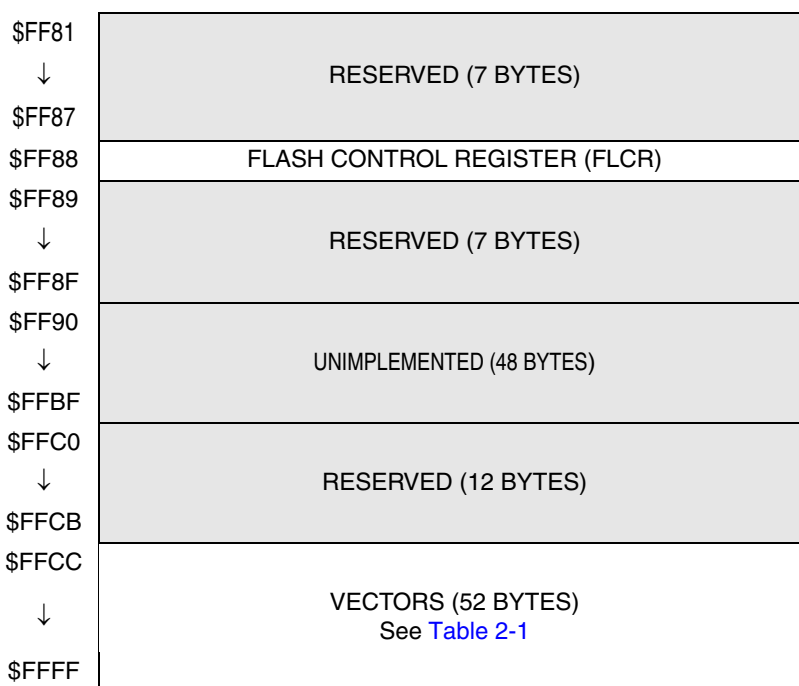 $FF81
↓
RESERVED (7 BYTES)
$FF87
$FF88
FLASH CONTROL REGISTER (FLCR)
$FF89
↓
RESERVED (7 BYTES)
$FF8F
$FF90
↓
UNIMPLEMENTED (48 BYTES)
$FFBF
$FFC0
↓
RESERVED (12 BYTES)
$FFCB
$FFCC
↓
VECTORS (52 BYTES)
See Table 2-1
$FFFF